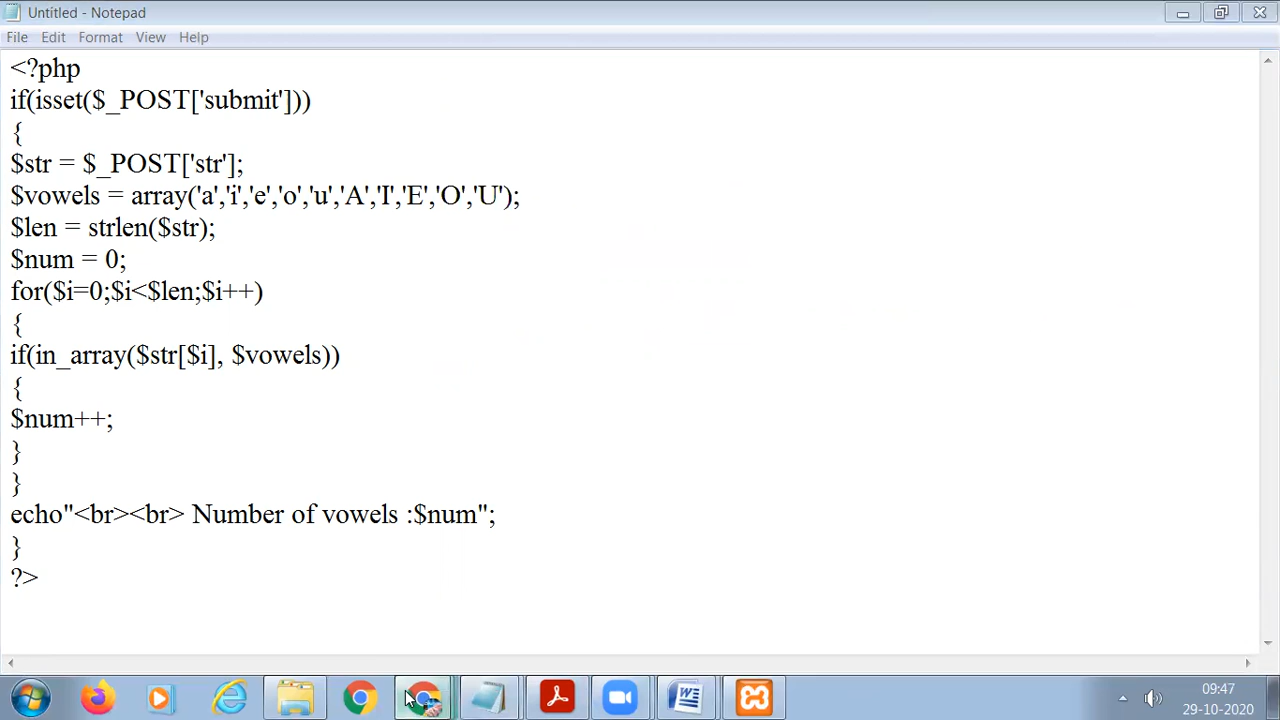 Untitled - Notepad
File Edit Format View Help
<?php
if(isset($_POST['submit']))
{
$str = $_POST['str'];
$vowels = array('a','i','e','o','u','A','I','E','O','U');
$len = strlen($str);
$num = 0;
for($i=0;$i<$len;$i++)
{
if(in_array($str[$i], $vowels))
{
$num++;
}
}
echo"<br><br> Number of vowels :$num";
}
?>
09:47
29-10-2020